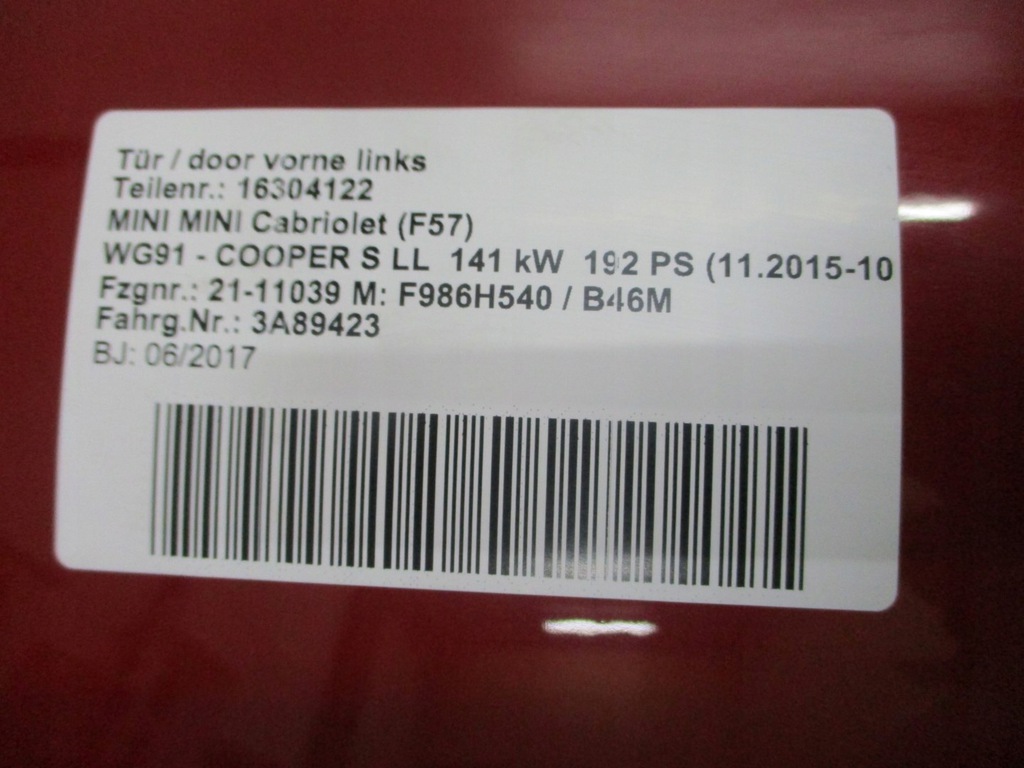 Tür / door vorne links
Teilenr.: 16304122
MINI MINI Cabriolet (F57)
WG91 - COOPER S LL 141 kW 192 PS (11.2015-10
Fzgnr.: 21-11039 M: F986H540 / B46M
Fahrg.Nr.: 3A89423
BJ: 06/2017